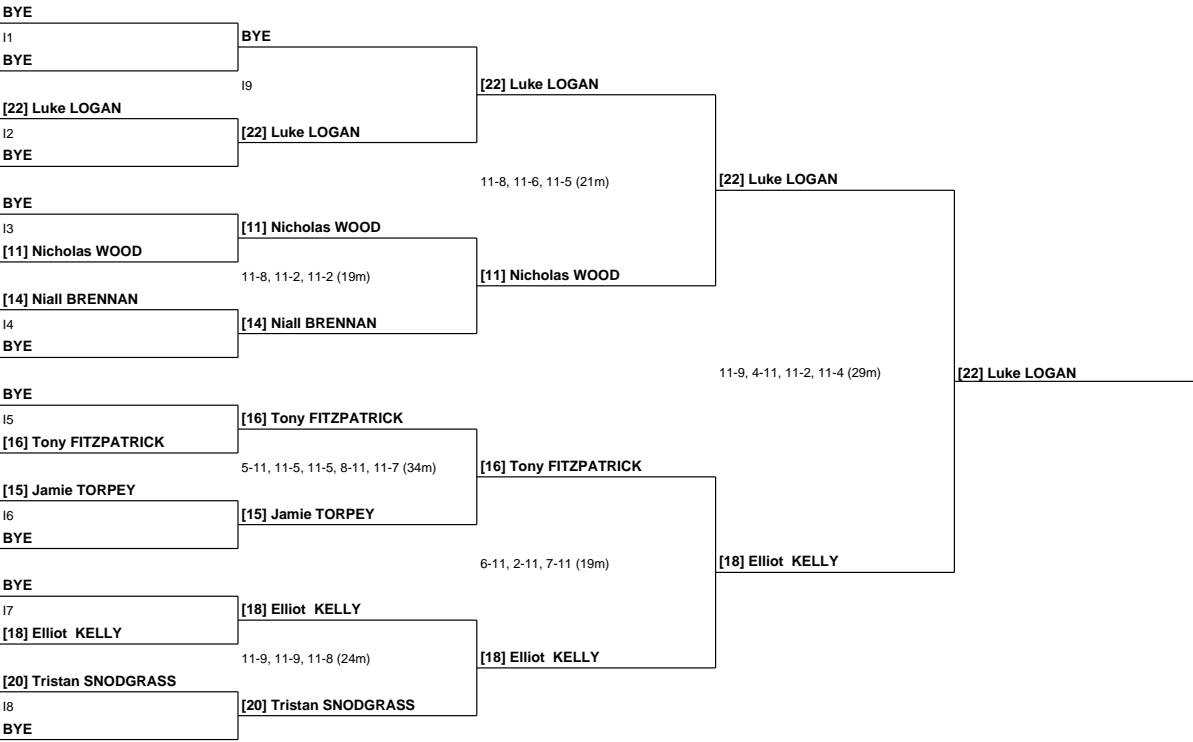 BYE
I1
BYE
BYE
I9
[22] Luke LOGAN
[22] Luke LOGAN
I2
BYE
[22] Luke LOGAN
11-8, 11-6, 11-5 (21m)
[22] Luke LOGAN
BYE
I3
[11] Nicholas WOOD
[11] Nicholas WOOD
11-8, 11-2, 11-2 (19m)
[11] Nicholas WOOD
[14] Niall BRENNAN
I4
BYE
[14] Niall BRENNAN
11-9, 4-11, 11-2, 11-4 (29m)
[22] Luke LOGAN
BYE
I5
[16] Tony FITZPATRICK
[16] Tony FITZPATRICK
5-11, 11-5, 11-5, 8-11, 11-7 (34m)
[16] Tony FITZPATRICK
[15] Jamie TORPEY
I6
BYE
[15] Jamie TORPEY
6-11, 2-11, 7-11 (19m)
[18] Elliot  KELLY
BYE
I7
[18] Elliot  KELLY
[18] Elliot  KELLY
11-9, 11-9, 11-8 (24m)
[18] Elliot  KELLY
[20] Tristan SNODGRASS
I8
BYE
[20] Tristan SNODGRASS